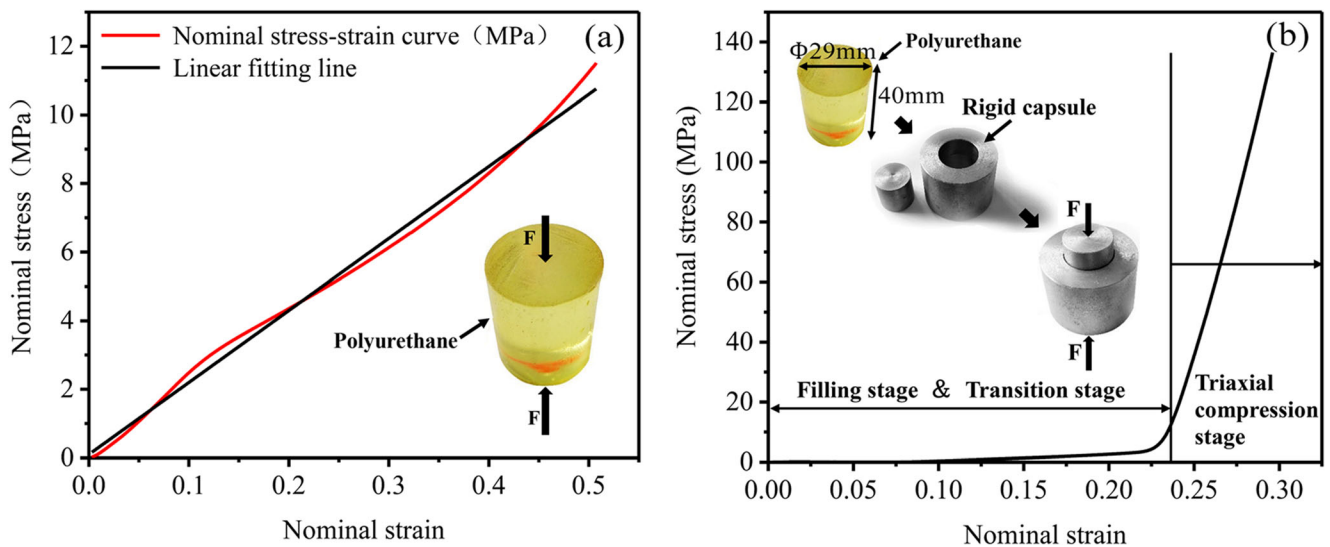 Nominal stress-strain curve（MPa）
Linear fitting line
(a)
Nominal stress（MPa）
12
10
8
6
4
2
0
F
Polyurethane
F
0.0 0.1 0.2 0.3 0.4 0.5
Nominal strain
(b)
Nominal stress (MPa)
140
120
100
80
60
40
20
0
Φ29mm
Polyurethane
40mm
Rigid capsule
F
F
Filling stage & Transition stage
Triaxial
compression
stage
0.00 0.05 0.10 0.15 0.20 0.25 0.30
Nominal strain